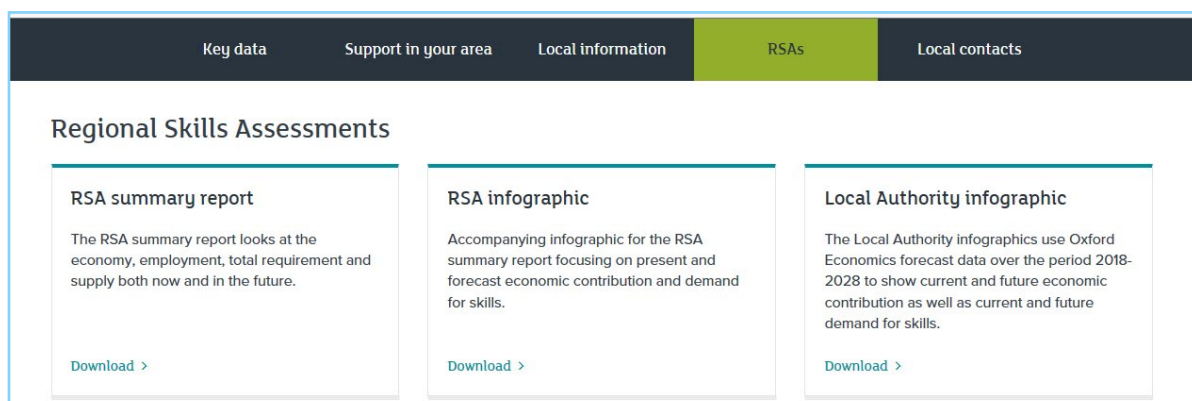 Key data Support in your area Local information RSAs Local contacts
Regional Skills Assessments
RSA summary report
The RSA summary report looks at the
economy, employment, total requirement and
supply both now and in the future.
Download >
RSA infographic
Accompanying infographic for the RSA
summary report focusing on present and
forecast economic contribution and demand
for skills.
Download >
Local Authority infographic
The Local Authority infographics use Oxford
Economics forecast data over the period 2018-
2028 to show current and future economic
contribution as well as current and future
demand for skills.
Download >